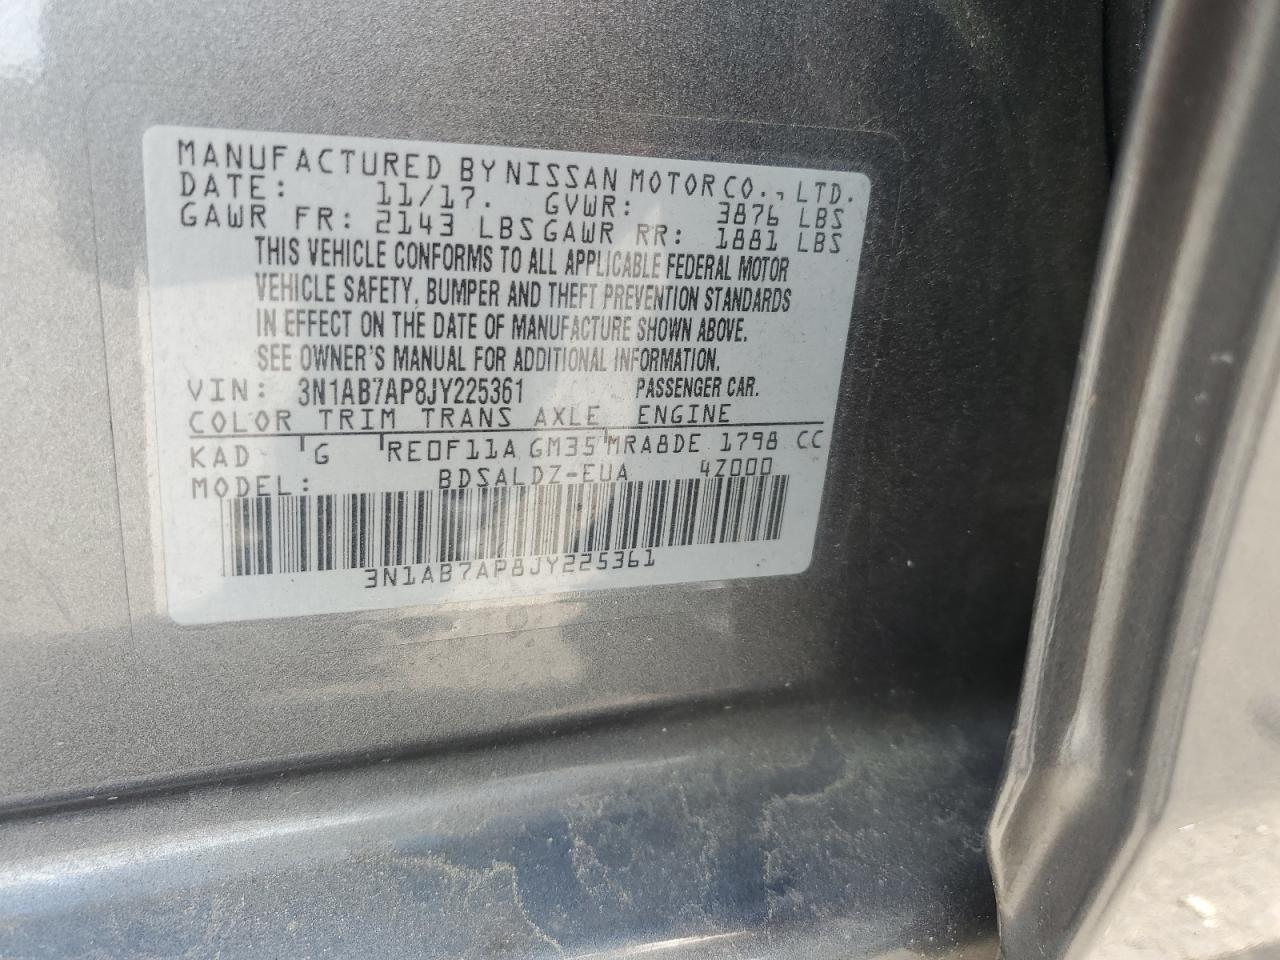 MANUFACTURED BY NISSAN MOTOR CO., LTD.
DATE: 11/17. GVWR: 3876 LBS
GAWR FR: 2143 LBS GAWR RR: 1881 LBS
THIS VEHICLE CONFORMS TO ALL APPLICABLE FEDERAL MOTOR
VEHICLE SAFETY, BUMPER AND THEFT PREVENTION STANDARDS
IN EFFECT ON THE DATE OF MANUFACTURE SHOWN ABOVE.
SEE OWNER'S MANUAL FOR ADDITIONAL INFORMATION.
VIN: 3N1AB7AP8JY225361 PASSENGER CAR.
COLOR TRIM TRANS AXLE ENGINE
KAD G RE0F11A GM35 MRA8DE 1798 CC
MODEL: BDSALDZ-EUA 4Z000
3N1AB7AP8JY225361